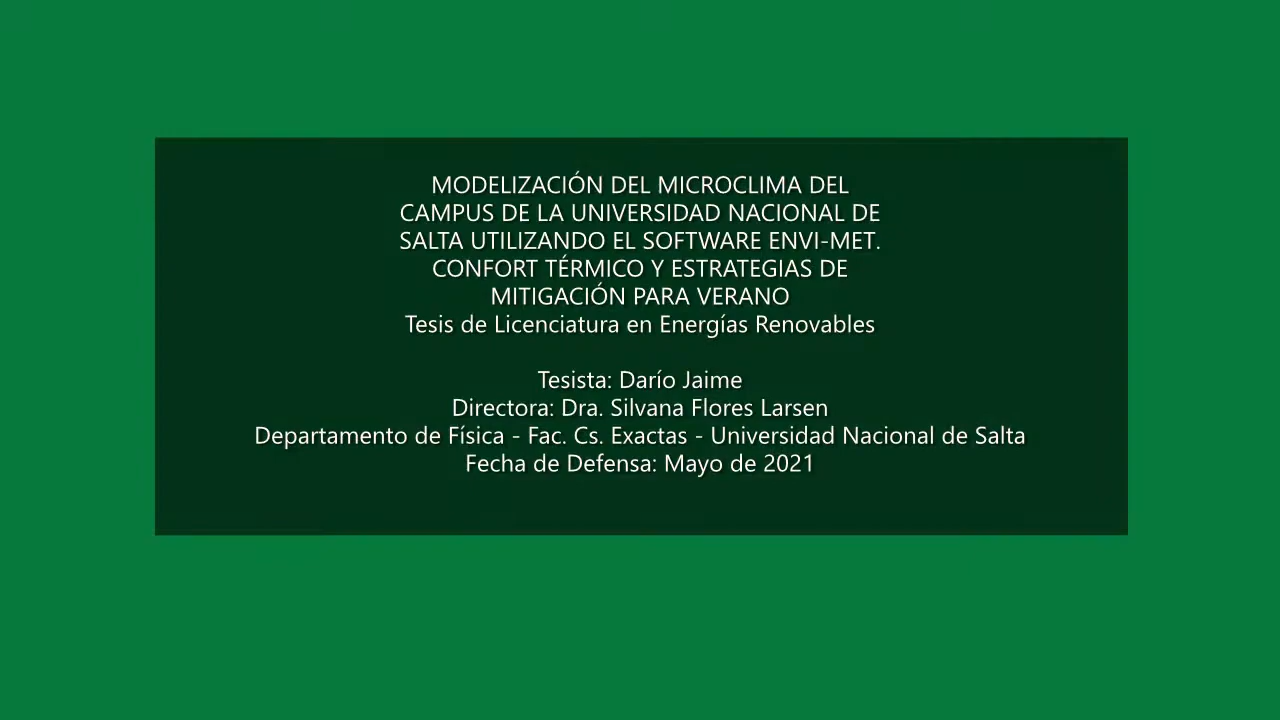 MODELIZACIÓN DEL MICROCLIMA DEL
CAMPUS DE LA UNIVERSIDAD NACIONAL DE
SALTA UTILIZANDO EL SOFTWARE ENVI-MET.
CONFORT TÉRMICO Y ESTRATEGIAS DE
MITIGACIÓN PARA VERANO
Tesis de Licenciatura en Energías Renovables
Tesista: Darío Jaime
Directora: Dra. Silvana Flores Larsen
Departamento de Física - Fac. Cs. Exactas - Universidad Nacional de Salta
Fecha de Defensa: Mayo de 2021